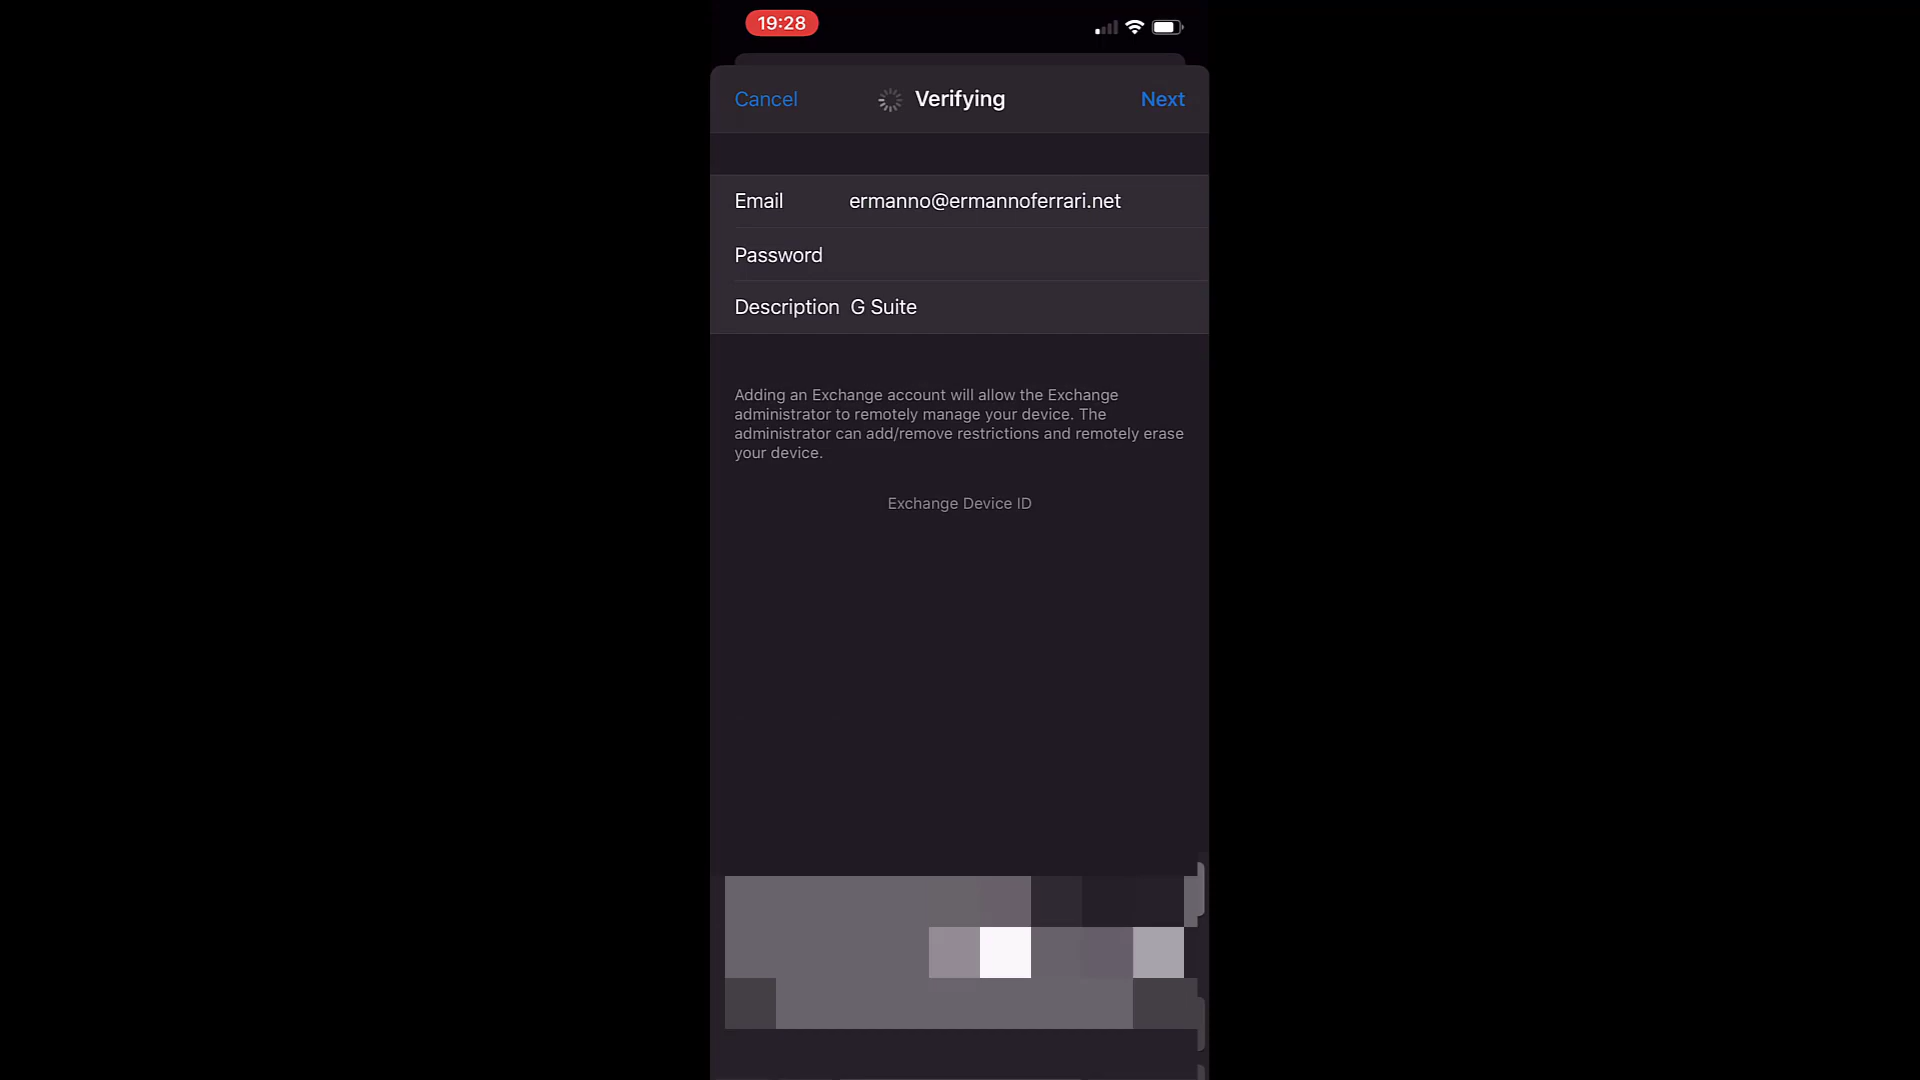 19:28
Cancel Verifying Next
Email ermanno@ermannoferrari.net
Password
Description G Suite
Adding an Exchange account will allow the Exchange
administrator to remotely manage your device. The
administrator can add/remove restrictions and remotely erase
your device.
Exchange Device ID